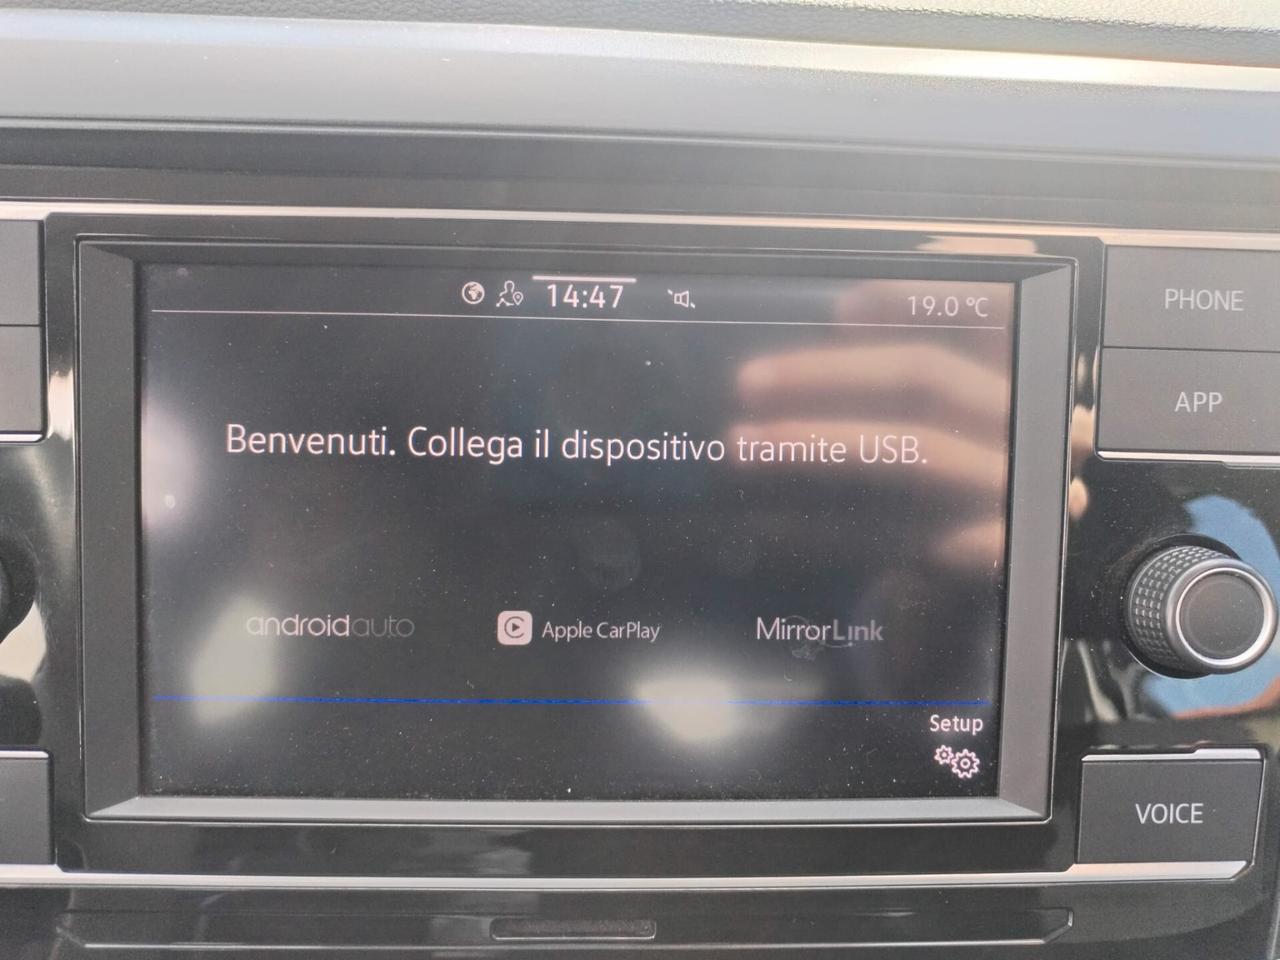 14:47
19.0 °C
PHONE
APP
Benvenuti. Collega il dispositivo tramite USB.
androidauto
Apple CarPlay
MirrorLink
Setup
VOICE